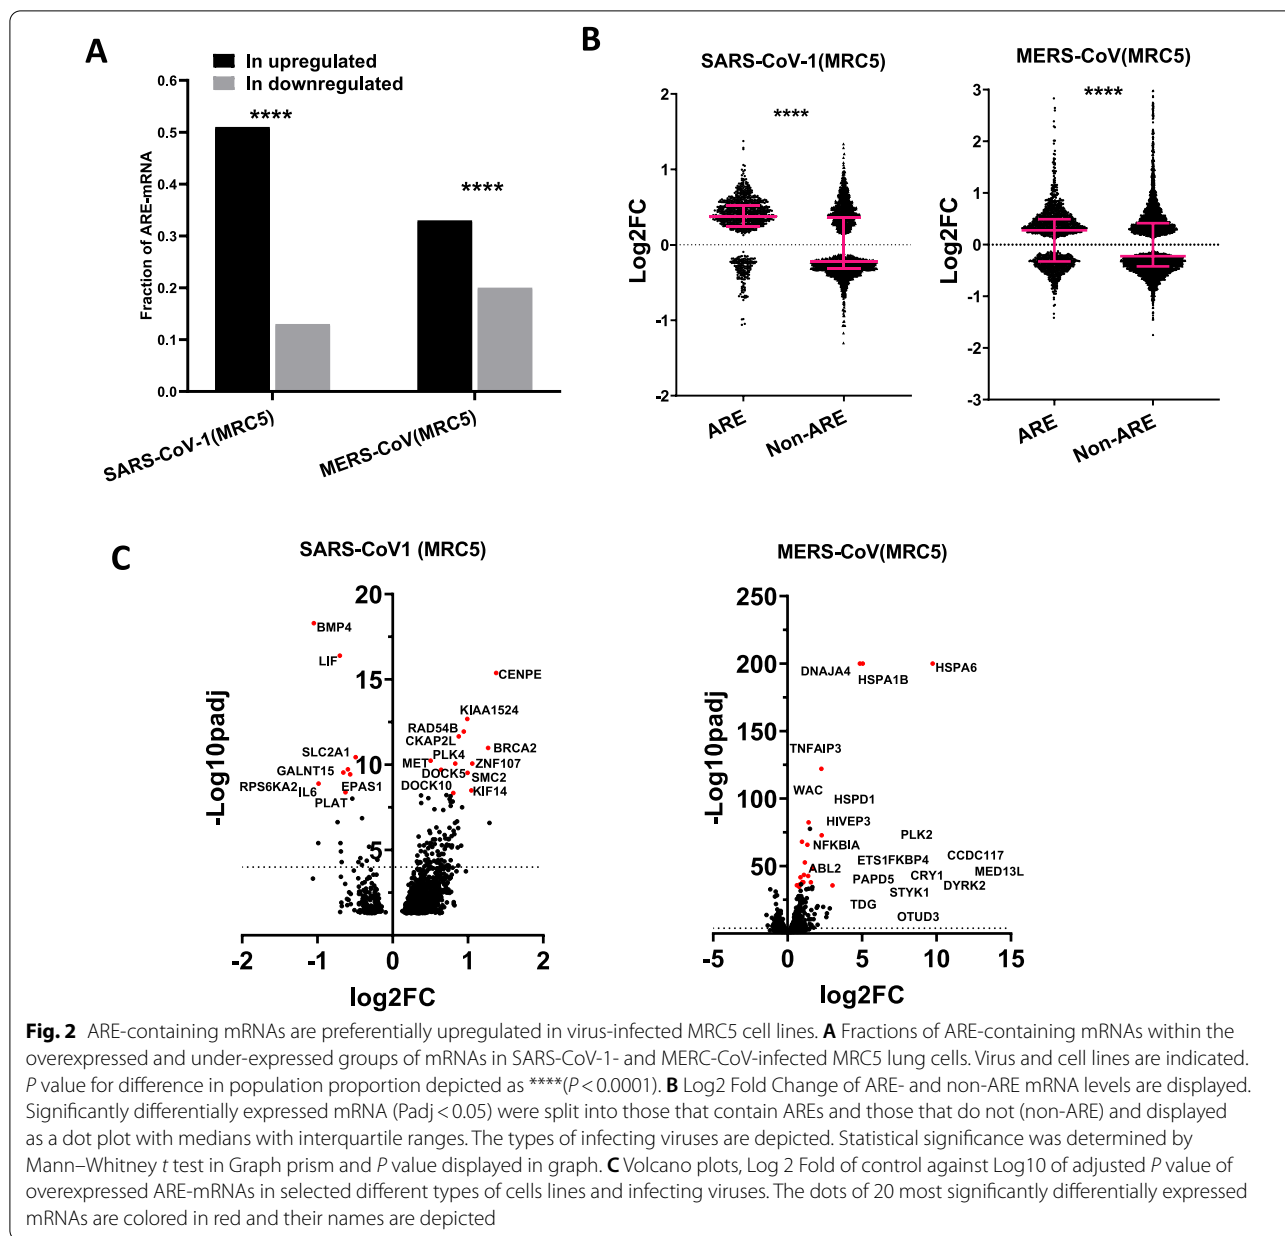 A
In upregulated
In downregulated
Fraction of ARE-mRNA
0.6
0.5
0.4
0.3
0.2
0.1
0.0
****
****
SARS-CoV-1(MRC5)
MERS-CoV(MRC5)
B
SARS-CoV-1(MRC5)
****
Log2FC
2
1
0
-1
-2
ARE
Non-ARE
MERS-CoV(MRC5)
****
Log2FC
3
2
1
0
-1
-2
-3
ARE
Non-ARE
C
SARS-CoV1 (MRC5)
-Log10padj
20
15
10
5
BMP4
LIF
CENPE
KIAA1524
RAD54B
CKAP2L
BRCA2
SLC2A1
PLK4
MET
ZNF107
GALNT15
DOCK5
SMC2
RPS6KA2
IL6
EPAS1
DOCK10
KIF14
PLAT
-2
-1
0
1
2
log2FC
MERS-CoV(MRC5)
-Log10padj
250
200
150
100
50
0
DNAJA4
HSPA1B
HSPA6
TNFAIP3
WAC
HSPD1
HIVEP3
PLK2
NFKBIA
ETS1
FKBP4
CCDC117
ABL2
PAPD5
CRY1
MED13L
STYK1
DYRK2
TDG
OTUD3
-5
0
5
10
15
log2FC
Fig. 2 ARE-containing mRNAs are preferentially upregulated in virus-infected MRC5 cell lines. A Fractions of ARE-containing mRNAs within the
overexpressed and under-expressed groups of mRNAs in SARS-CoV-1- and MERC-CoV-infected MRC5 lung cells. Virus and cell lines are indicated.
P value for difference in population proportion depicted as ****(P < 0.0001). B Log2 Fold Change of ARE- and non-ARE mRNA levels are displayed.
Significantly differentially expressed mRNA (Padj < 0.05) were split into those that contain AREs and those that do not (non-ARE) and displayed
as a dot plot with medians with interquartile ranges. The types of infecting viruses are depicted. Statistical significance was determined by
Mann–Whitney t test in Graph prism and P value displayed in graph. C Volcano plots, Log 2 Fold of control against Log10 of adjusted P value of
overexpressed ARE-mRNAs in selected different types of cells lines and infecting viruses. The dots of 20 most significantly differentially expressed
mRNAs are colored in red and their names are depicted